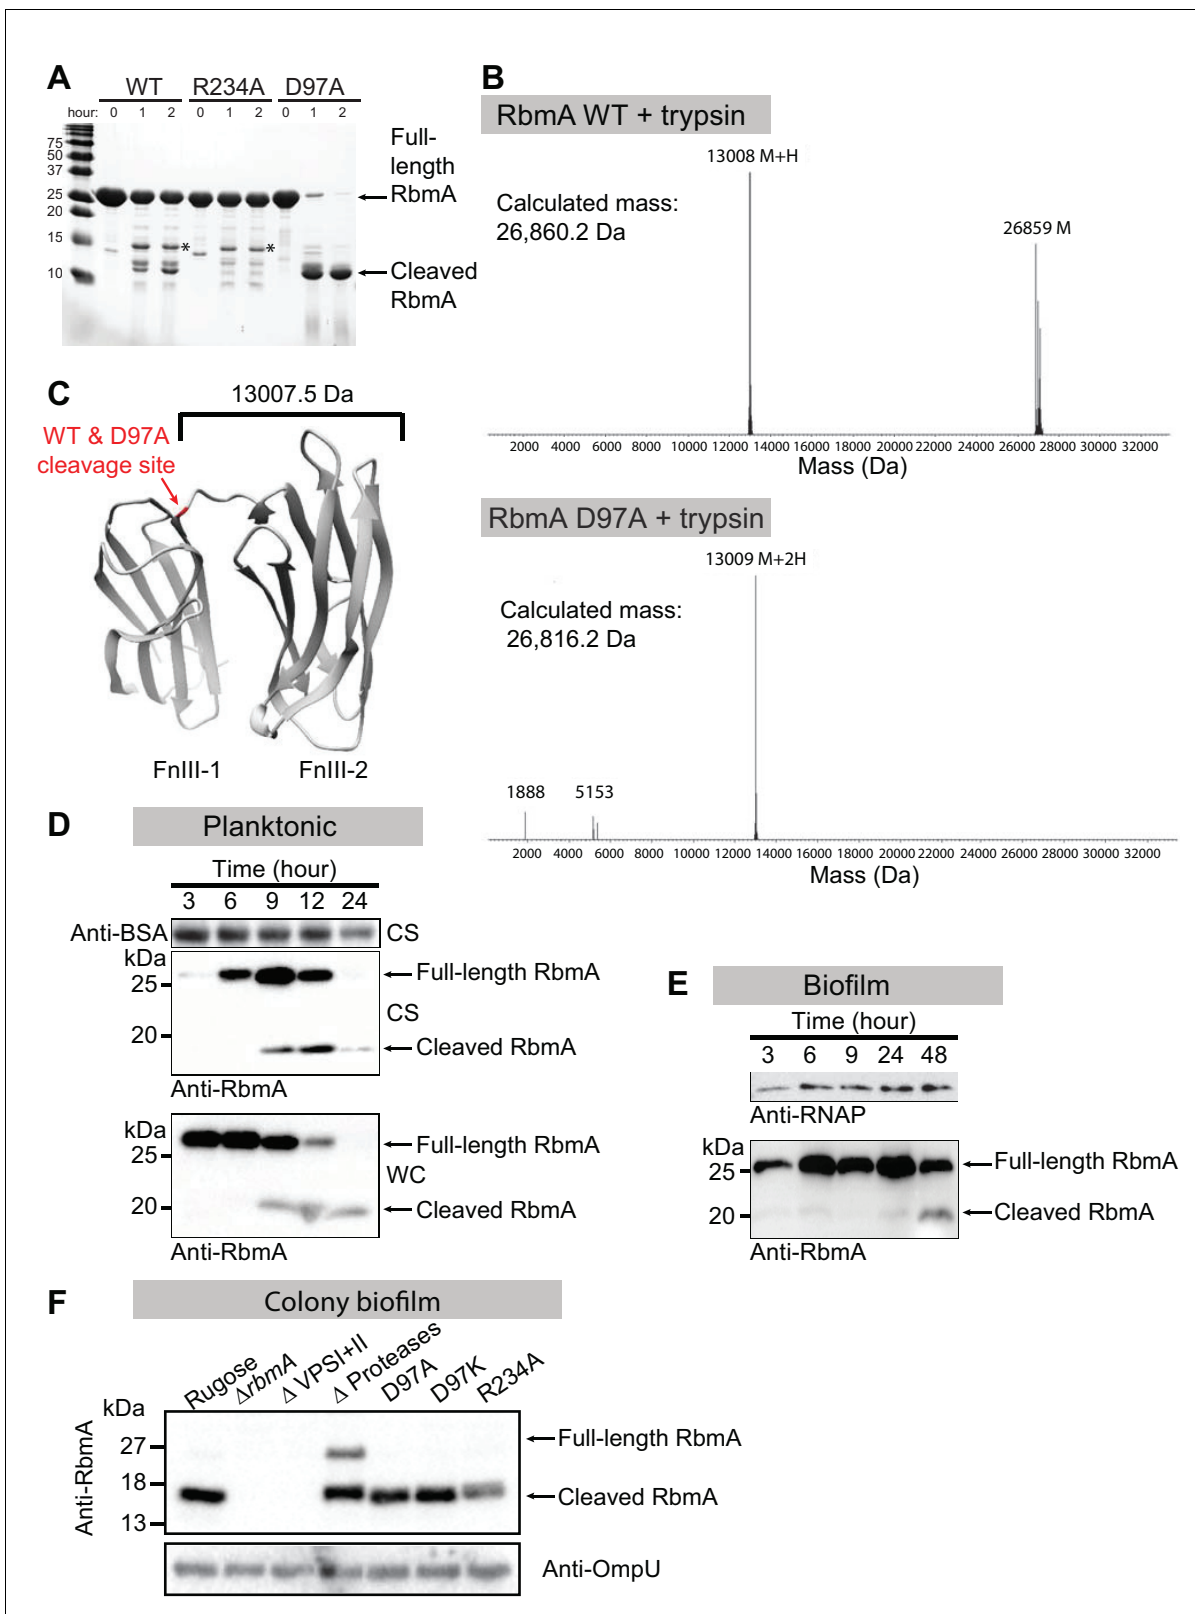 A
WT R234A D97A
hour: 0 1 2 0 1 2 0 1 2
75
50
37
25
20
15
10
*
*
Full-
length
RbmA
Cleaved
RbmA
B
RbmA WT + trypsin
13008 M+H
Calculated mass:
26,860.2 Da
26859 M
2000 4000 6000 8000 10000 12000 14000 16000 18000 20000 22000 24000 26000 28000 30000 32000
Mass (Da)
RbmA D97A + trypsin
13009 M+2H
Calculated mass:
26,816.2 Da
1888
5153
2000 4000 6000 8000 10000 12000 14000 16000 18000 20000 22000 24000 26000 28000 30000 32000
Mass (Da)
C
13007.5 Da
WT & D97A
cleavage site
FnIII-1 FnIII-2
D
Planktonic
Time (hour)
3 6 9 12 24
Anti-BSA CS
kDa
25
20
Full-length RbmA
CS
Cleaved RbmA
Anti-RbmA
kDa
25
20
Full-length RbmA
WC
Cleaved RbmA
Anti-RbmA
E
Biofilm
Time (hour)
3 6 9 24 48
Anti-RNAP
kDa
25
20
Full-length RbmA
Cleaved RbmA
Anti-RbmA
F
Colony biofilm
Rugose
ΔrbmA
Δ VPSI+II
Δ Proteases
D97A
D97K
R234A
kDa
27
18
13
Anti-RbmA
Full-length RbmA
Cleaved RbmA
Anti-OmpU